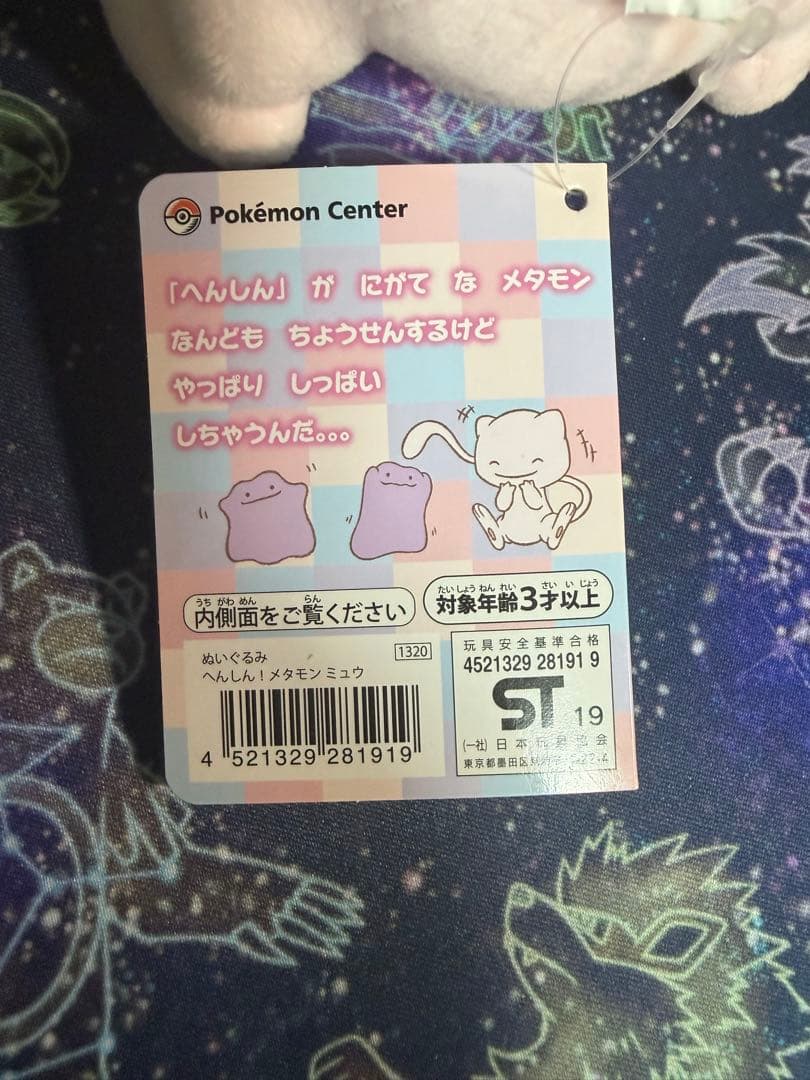 Pokémon Center
「へんしん」 が にがて な メタモン
なんども ちょうせんするけど
やっぱり しっぱい
しちゃうんだ。。。
うちがわめん らん
内側面をご覧ください
たいしょうねんれい さいいじょう
対象年齢3才以上
ぬいぐるみ 1320
へんしん！メタモン ミュウ
4 521329 281919
玩具安全基準合格
4521329 28191 9
ST 19
(一社)日本玩具協会
東京都墨田区